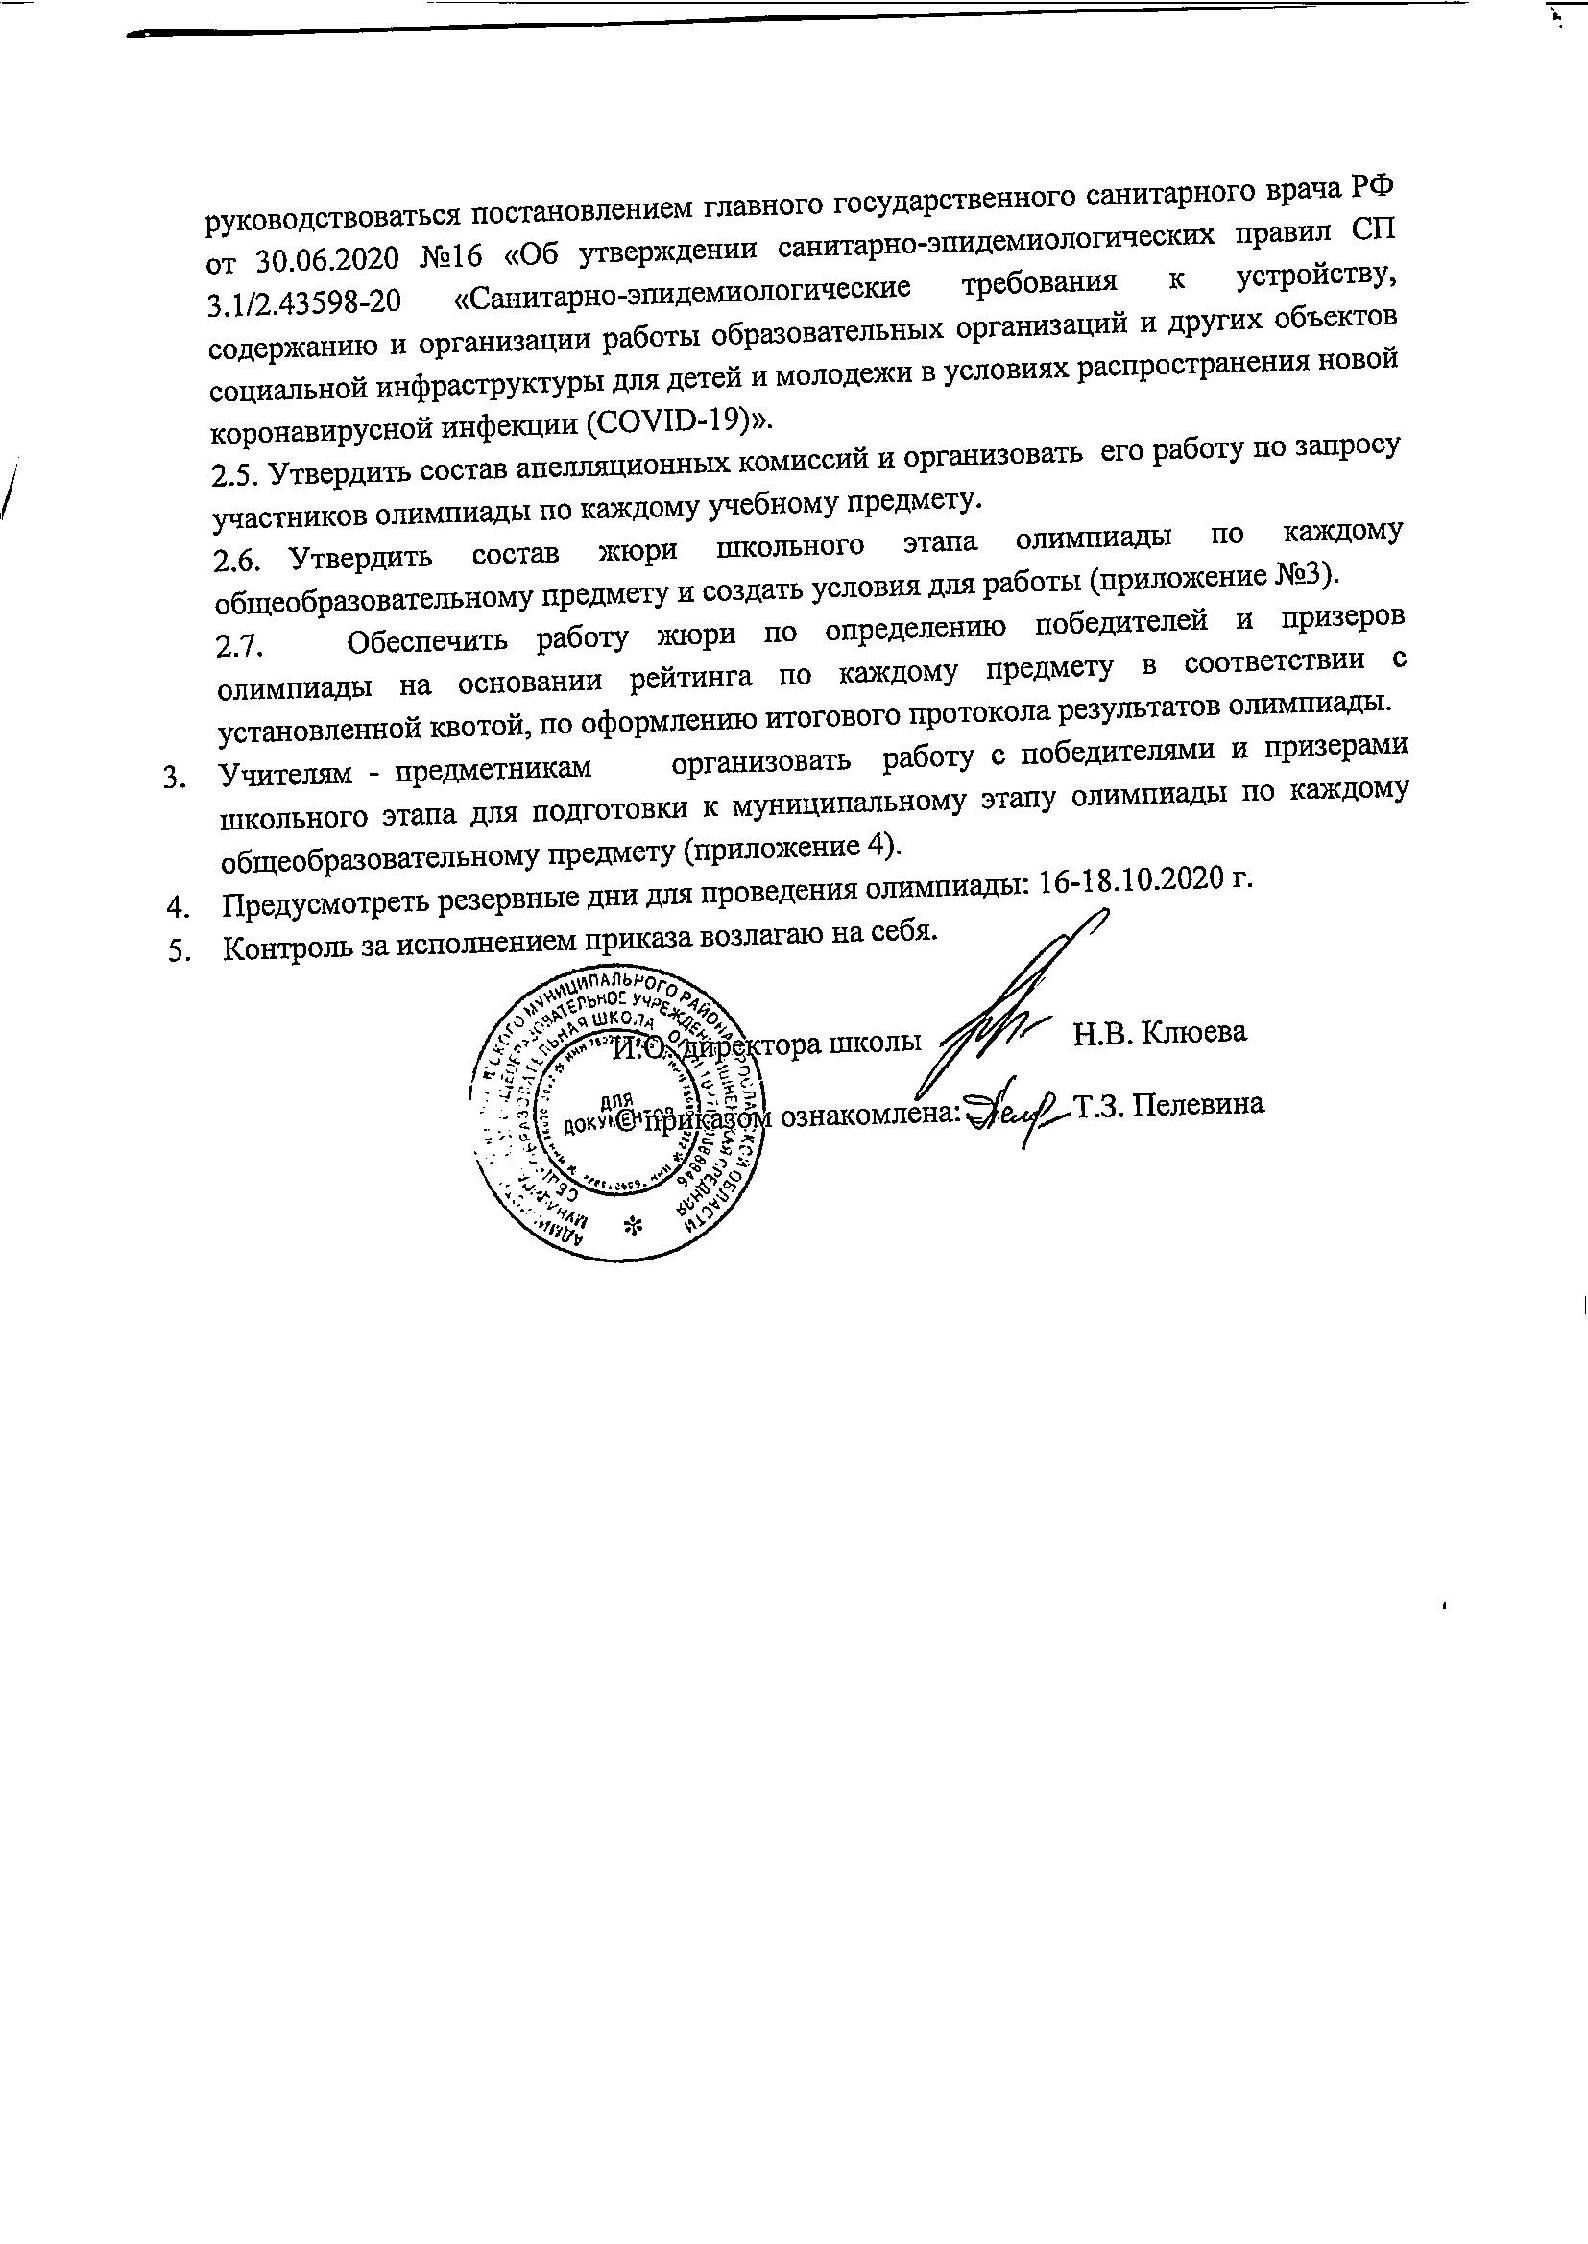 руководствоваться постановлением главного государственного санитарного врача РФ
от 30.06.2020 №16 «Об утверждении санитарно-эпидемиологических правил СП
3.1/2.43598-20 «Санитарно-эпидемиологические требования к устройству,
содержанию и организации работы образовательных организаций и других объектов
социальной инфраструктуры для детей и молодежи в условиях распространения новой
коронавирусной инфекции (COVID-19)».
2.5. Утвердить состав апелляционных комиссий и организовать его работу по запросу
участников олимпиады по каждому учебному предмету.
2.6. Утвердить состав жюри школьного этапа олимпиады по каждому
общеобразовательному предмету и создать условия для работы (приложение №3).
2.7. Обеспечить работу жюри по определению победителей и призеров
олимпиады на основании рейтинга по каждому предмету в соответствии с
установленной квотой, по оформлению итогового протокола результатов олимпиады.
3. Учителям - предметникам организовать работу с победителями и призерами
школьного этапа для подготовки к муниципальному этапу олимпиады по каждому
общеобразовательному предмету (приложение 4).
4. Предусмотреть резервные дни для проведения олимпиады: 16-18.10.2020 г.
5. Контроль за исполнением приказа возлагаю на себя.
И.О. директора школы Н.В. Клюева
С приказом ознакомлена: Т.З. Пелевина
МУНИЦИПАЛЬНОГО РАЙОНА ЯРОСЛАВСКОЙ ОБЛАСТИ
СРЕДНЯЯ
ШКОЛА
ДЛЯ
ДОКУМЕНТОВ